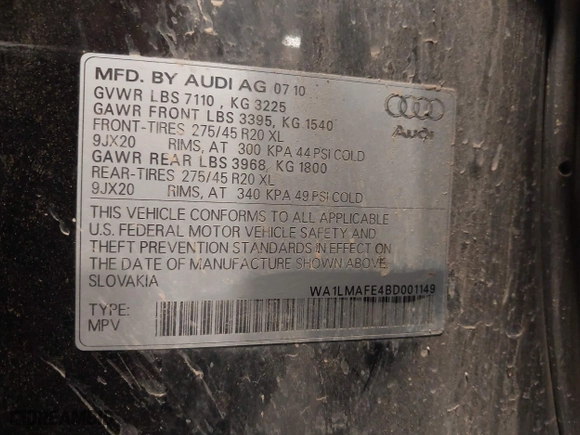 MFD. BY AUDI AG 07 10
GVWR LBS 7110 , KG 3225
GAWR FRONT LBS 3395, KG 1540
FRONT-TIRES 275/45 R20 XL
9JX20 RIMS, AT 300 KPA 44 PSI COLD
GAWR REAR LBS 3968, KG 1800
REAR-TIRES 275/45 R20 XL
9JX20 RIMS, AT 340 KPA 49 PSI COLD
Audi
THIS VEHICLE CONFORMS TO ALL APPLICABLE
U.S. FEDERAL MOTOR VEHICLE SAFETY AND
THEFT PREVENTION STANDARDS IN EFFECT ON
THE DATE OF MANUFACTURE SHOWN ABOVE
SLOVAKIA
WA1LMAFE4BD001149
TYPE:
MPV